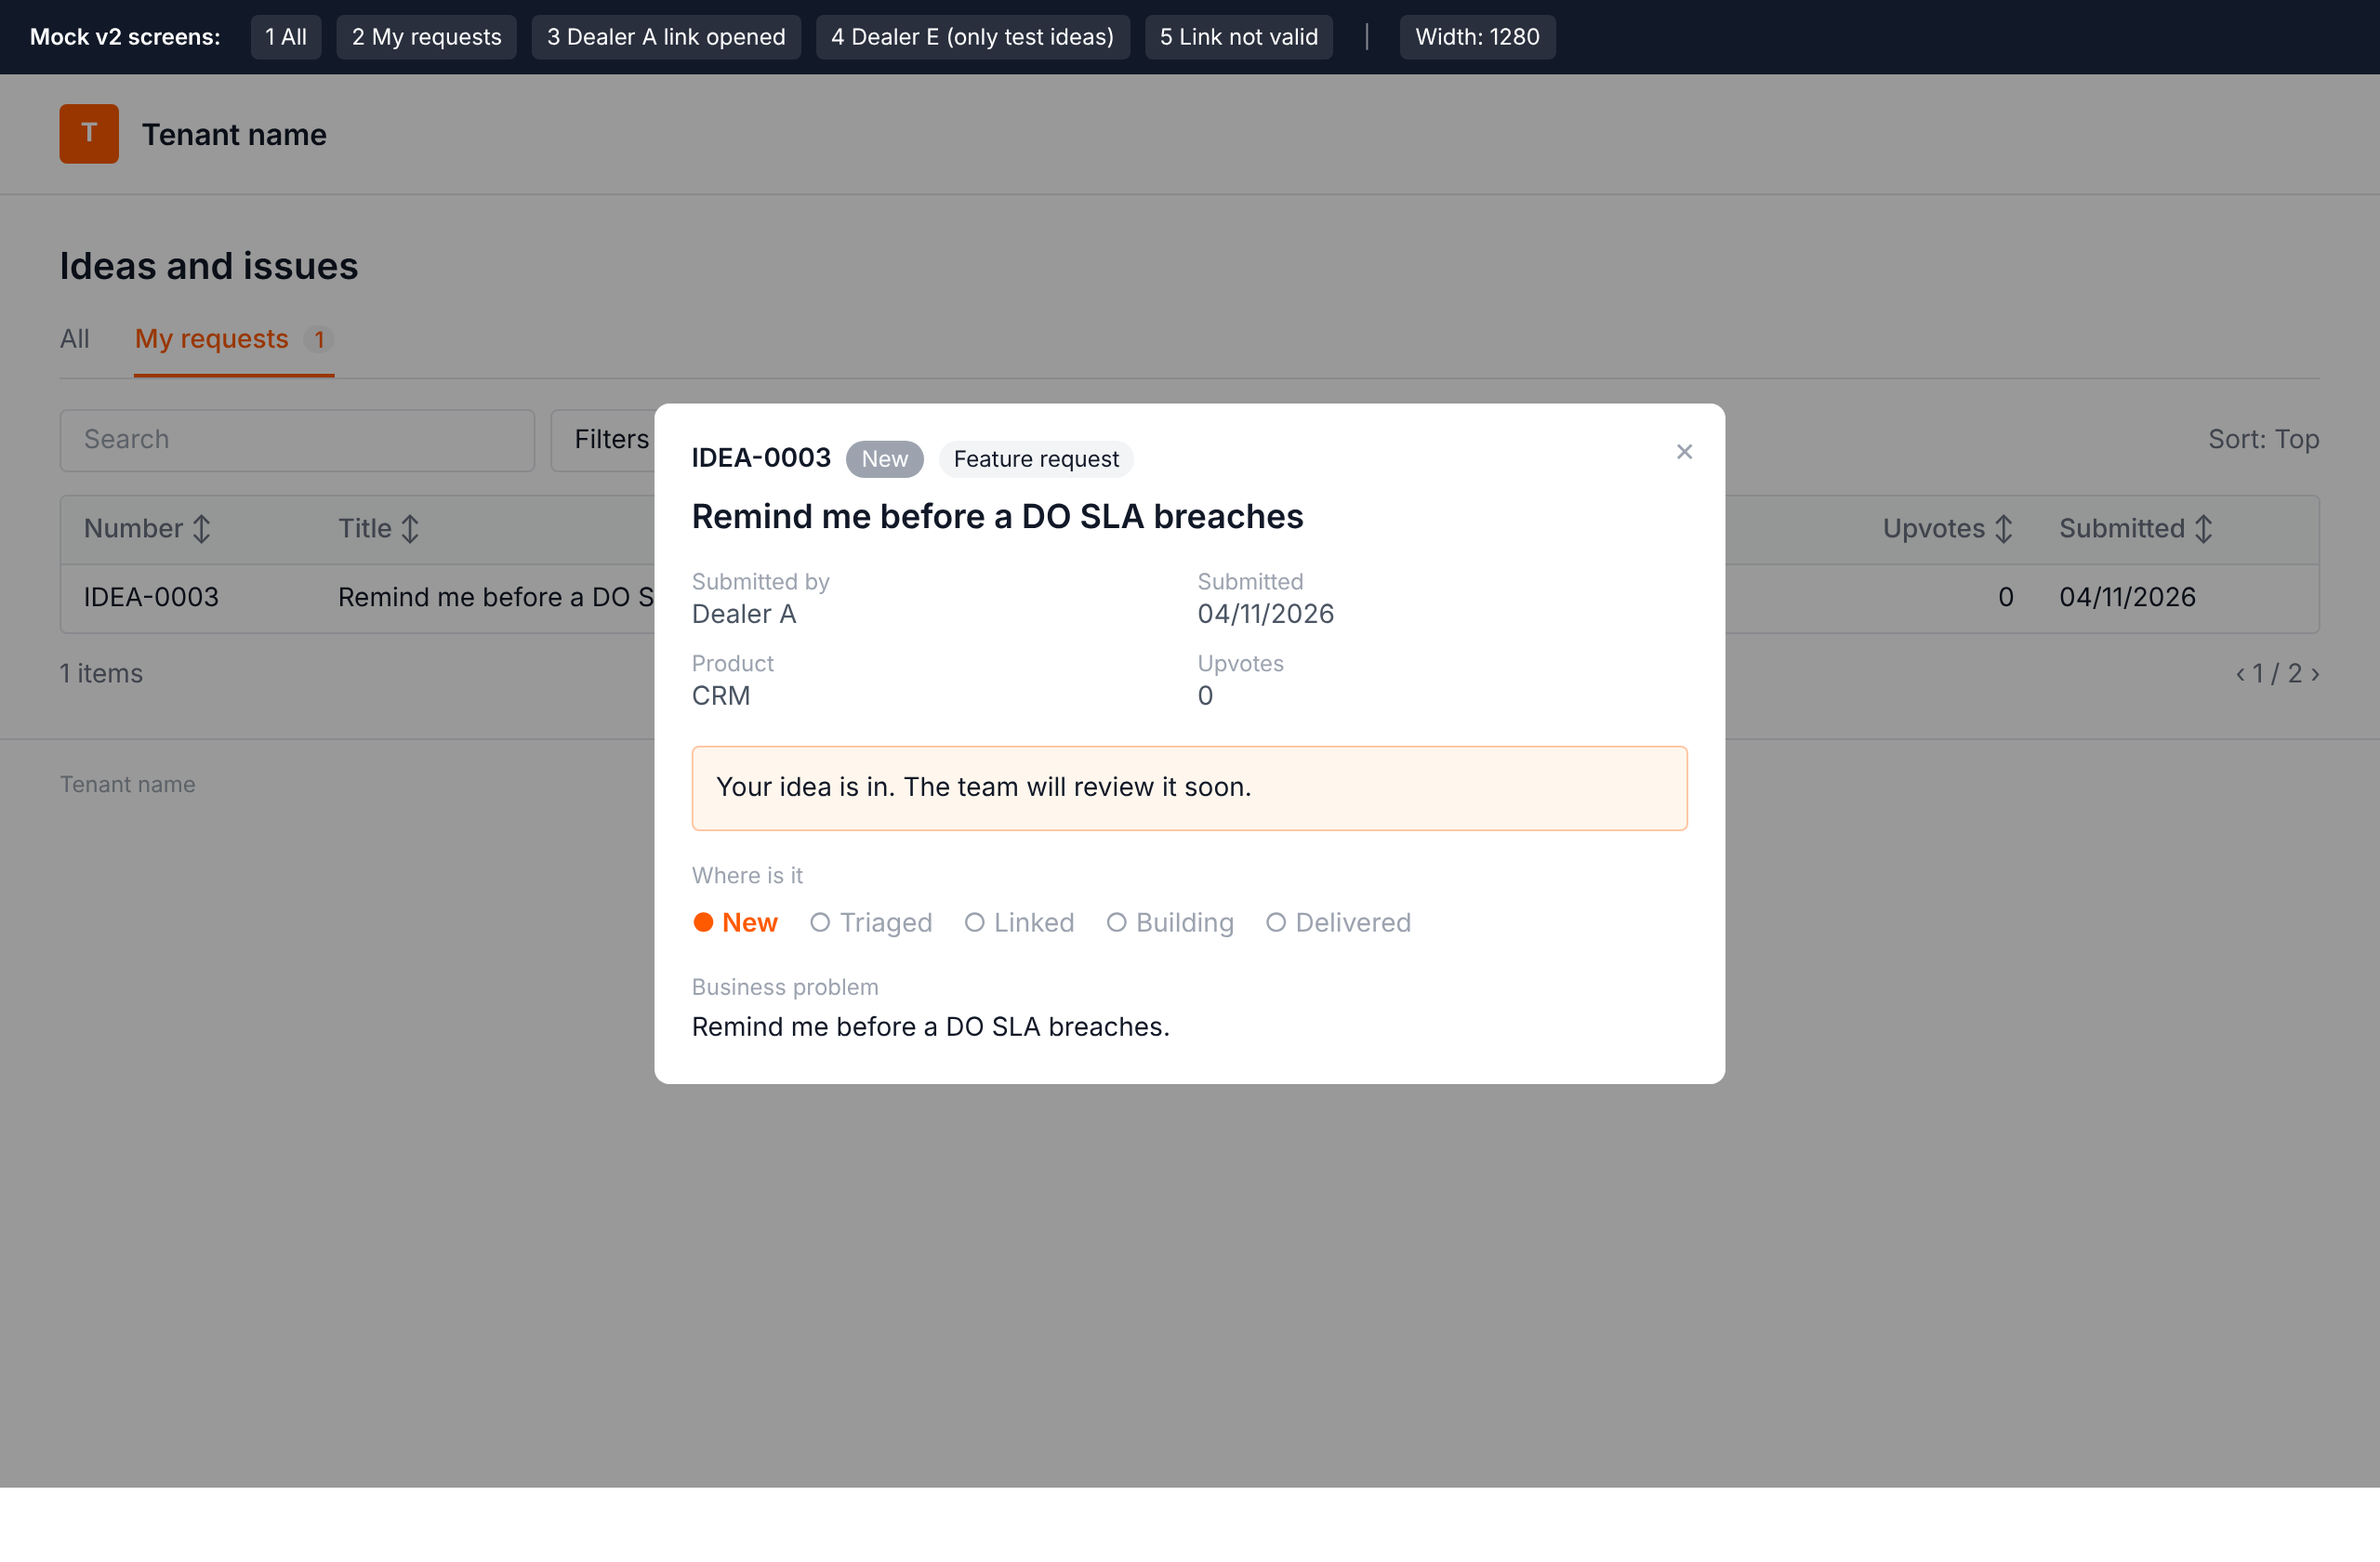 Mock v2 screens: 1 All 2 My requests 3 Dealer A link opened 4 Dealer E (only test ideas) 5 Link not valid | Width: 1280
T Tenant name
Ideas and issues
All My requests 1
Search Filters Sort: Top
Number Title Upvotes Submitted
IDEA-0003 Remind me before a DO S 0 04/11/2026
1 items ‹ 1 / 2 ›
Tenant name
IDEA-0003 New Feature request ×
Remind me before a DO SLA breaches
Submitted by Submitted
Dealer A 04/11/2026
Product Upvotes
CRM 0
Your idea is in. The team will review it soon.
Where is it
New Triaged Linked Building Delivered
Business problem
Remind me before a DO SLA breaches.